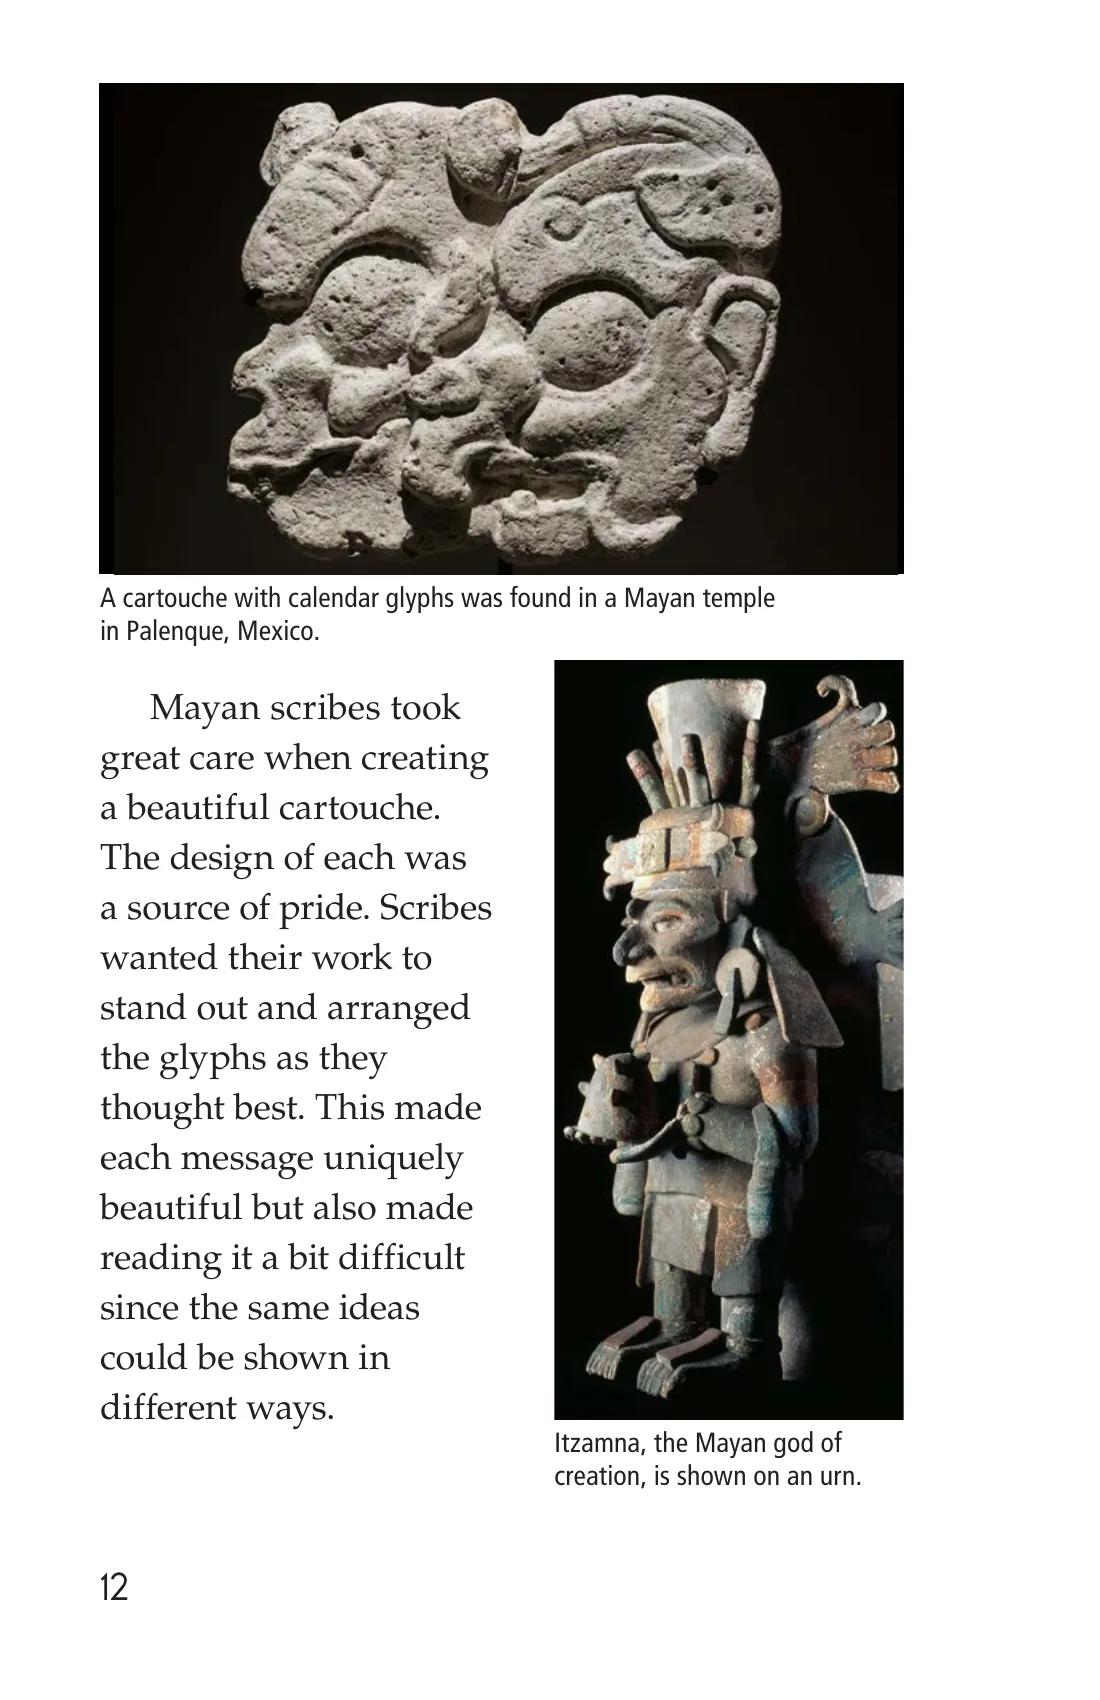 A cartouche with calendar glyphs was found in a Mayan temple
in Palenque, Mexico.
Mayan scribes took
great care when creating
a beautiful cartouche.
The design of each was
a source of pride. Scribes
wanted their work to
stand out and arranged
the glyphs as they
thought best. This made
each message uniquely
beautiful but also made
reading it a bit difficult
since the same ideas
could be shown in
different ways.
Itzamna, the Mayan god of
creation, is shown on an urn.
12